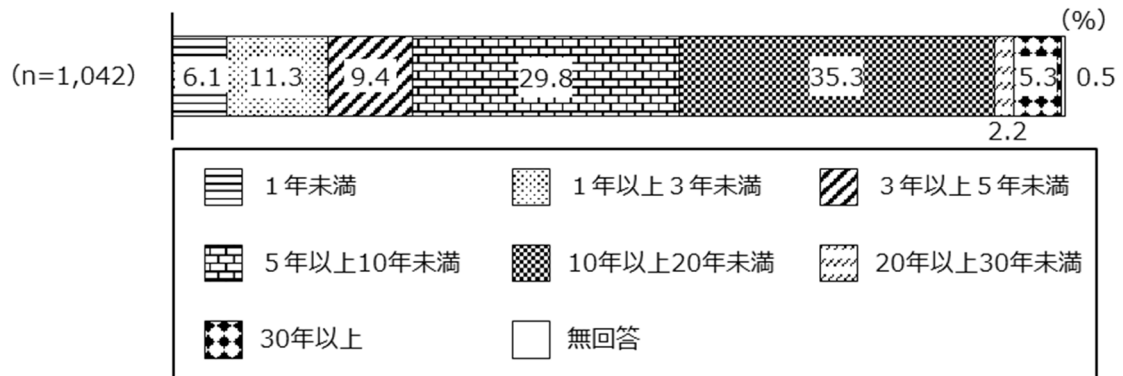 (%)
(n=1,042) 6.1 11.3 9.4 29.8 35.3 5.3 0.5
2.2
1年未満 1年以上3年未満 3年以上5年未満
5年以上10年未満 10年以上20年未満 20年以上30年未満
30年以上 無回答